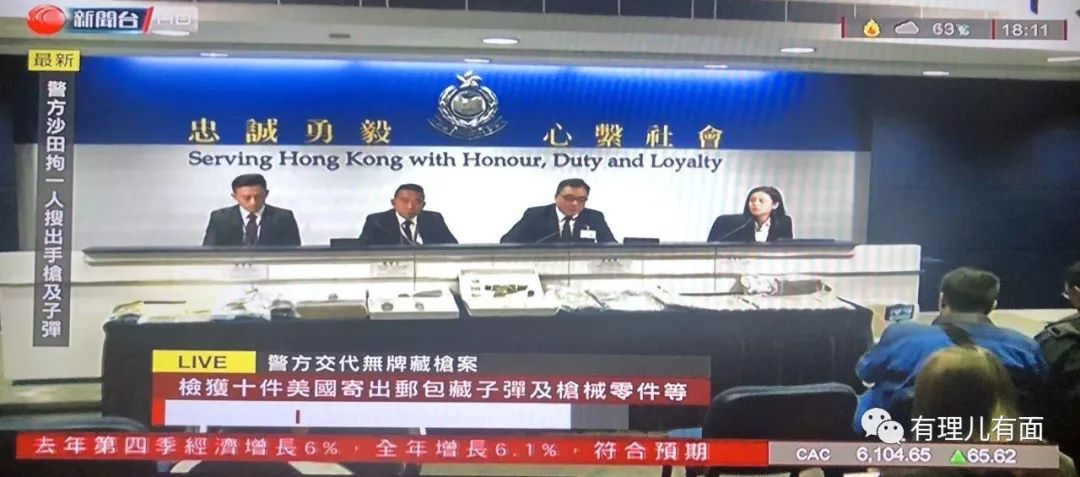 新聞台
63%
18:11
最新
警方沙田拘一人搜出手槍及子彈
忠誠勇毅 心繫社會
Serving Hong Kong with Honour, Duty and Loyalty
LIVE 警方交代無牌藏槍案
檢獲十件美國寄出郵包藏子彈及槍械零件等
去年第四季經濟增長6%，全年增長6.1%，符合預期
CAC 6,104.65 ▲65.62
有理儿有面